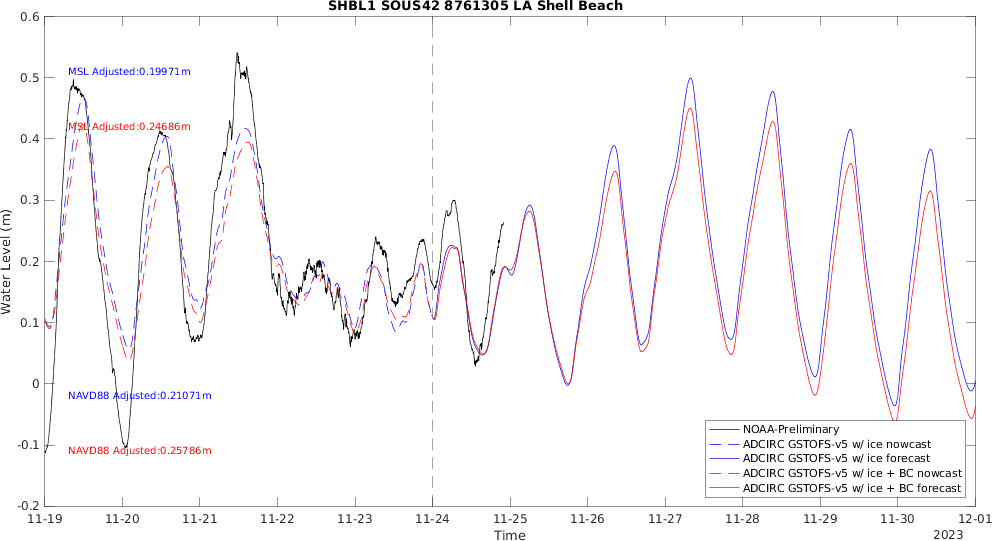 SHBL1 SOUS42 8761305 LA Shell Beach
0.6
0.5
0.4
0.3
0.2
0.1
0
-0.1
-0.2
Water Level (m)
MSL Adjusted:0.19971m
MSL Adjusted:0.24686m
NAVD88 Adjusted:0.21071m
NAVD88 Adjusted:0.25786m
NOAA-Preliminary
ADCIRC GSTOFS-v5 w/ ice nowcast
ADCIRC GSTOFS-v5 w/ ice forecast
ADCIRC GSTOFS-v5 w/ ice + BC nowcast
ADCIRC GSTOFS-v5 w/ ice + BC forecast
11-19 11-20 11-21 11-22 11-23 11-24 11-25 11-26 11-27 11-28 11-29 11-30 12-01
Time
2023